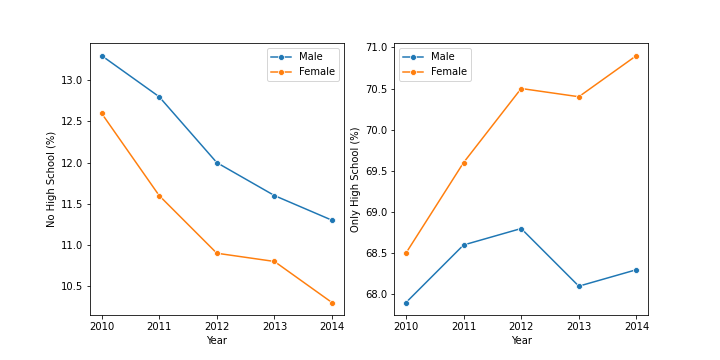 Male
Female
13.0
12.5
12.0
11.5
11.0
10.5
No High School (%)
2010 2011 2012 2013 2014
Year
Male
Female
71.0
70.5
70.0
69.5
69.0
68.5
68.0
Only High School (%)
2010 2011 2012 2013 2014
Year